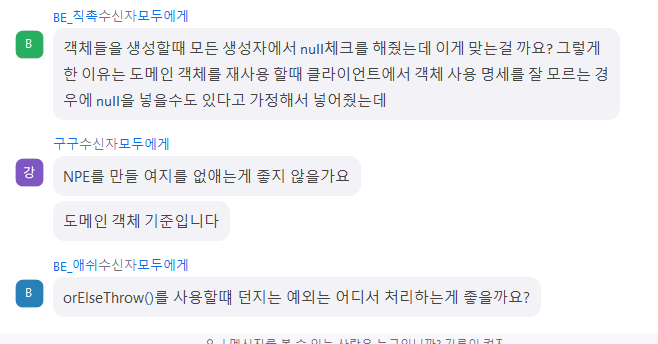 BE_칙촉수신자모두에게
B
객체들을 생성할때 모든 생성자에서 null체크를 해줬는데 이게 맞는걸 까요? 그렇게
한 이유는 도메인 객체를 재사용 할때 클라이언트에서 객체 사용 명세를 잘 모르는 경
우에 null을 넣을수도 있다고 가정해서 넣어줬는데
구구수신자모두에게
강
NPE를 만들 여지를 없애는게 좋지 않을가요
도메인 객체 기준입니다
BE_애쉬수신자모두에게
B
orElseThrow()를 사용할떄 던지는 예외는 어디서 처리하는게 좋을까요?